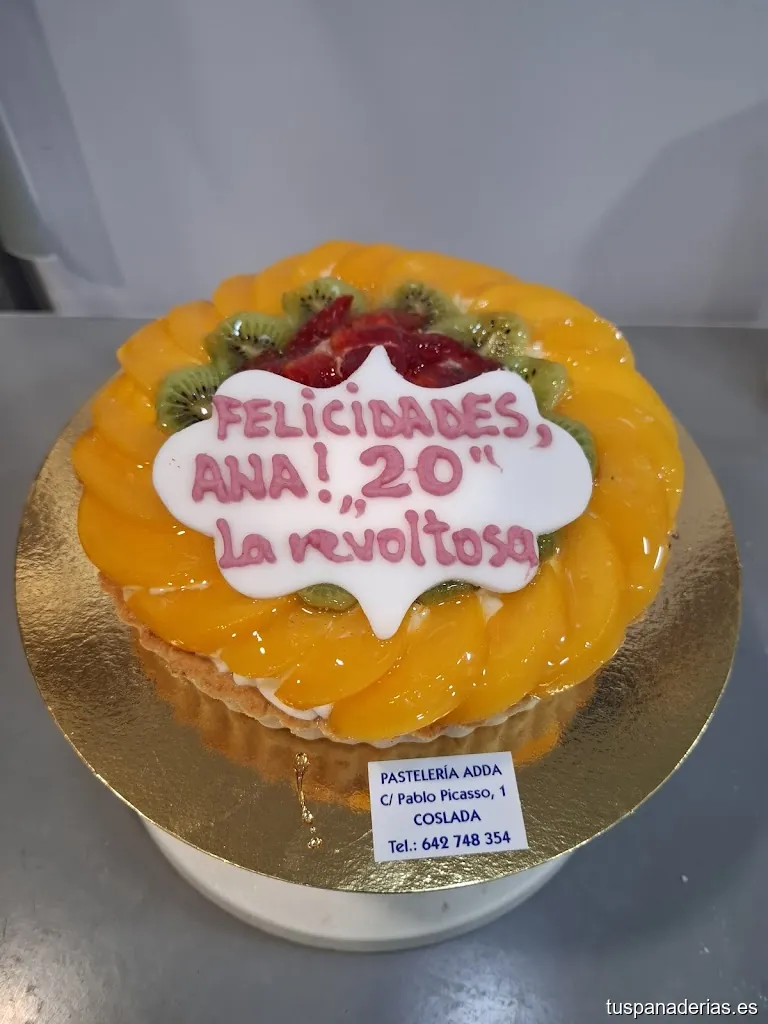 FELICIDADES,
ANA! „20“
La revoltosa
PASTELERÍA ADDA
C/ Pablo Picasso, 1
COSLADA
Tel.: 642 748 354
tuspanaderias.es